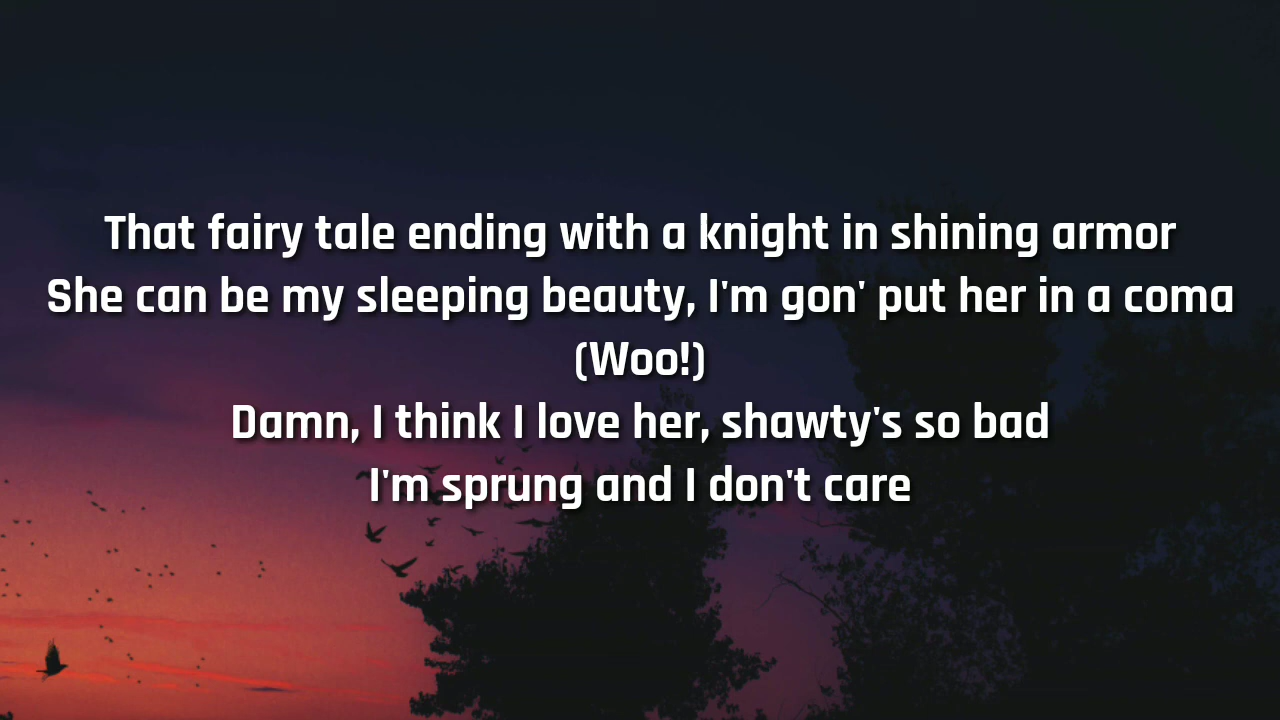 That fairy tale ending with a knight in shining armor
She can be my sleeping beauty, I'm gon' put her in a coma
(Woo!)
Damn, I think I love her, shawty's so bad
I'm sprung and I don't care